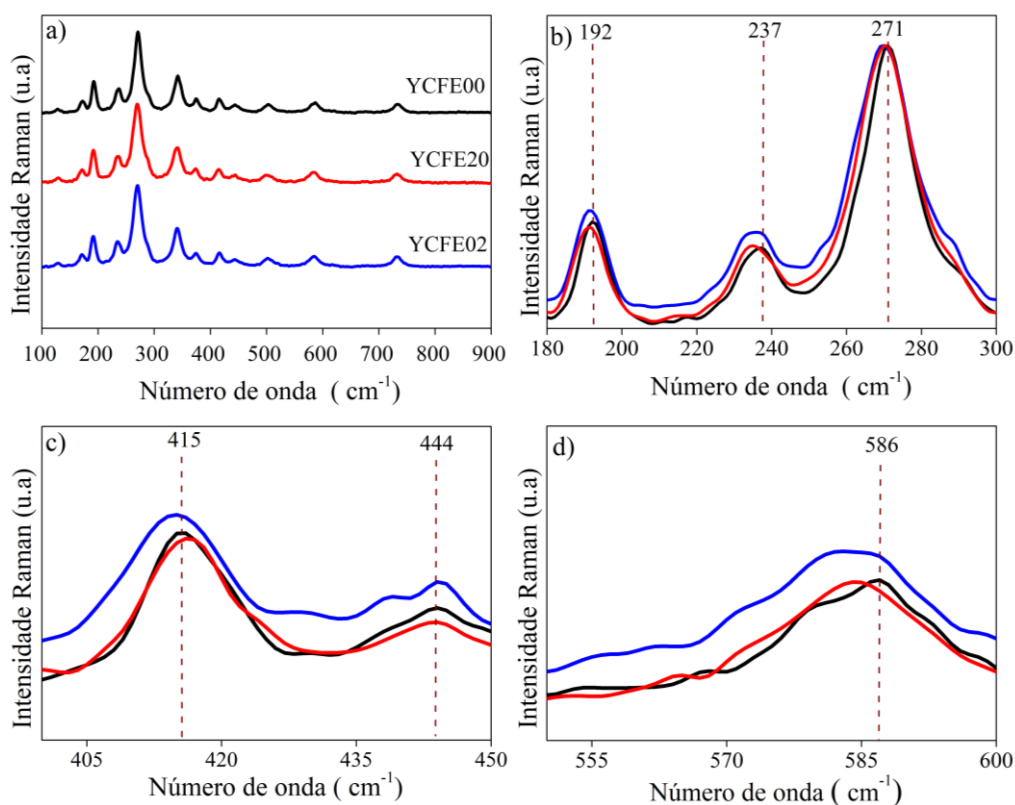 a)
YCFE00
YCFE20
YCFE02
Intensidade Raman (u.a)
100 200 300 400 500 600 700 800 900
Número de onda ( cm-1)
b)
192 237 271
Intensidade Raman (u.a)
180 200 220 240 260 280 300
Número de onda ( cm-1)
c)
415 444
Intensidade Raman (u.a)
405 420 435 450
Número de onda ( cm-1)
d)
586
Intensidade Raman (u.a)
555 570 585 600
Número de onda ( cm-1)